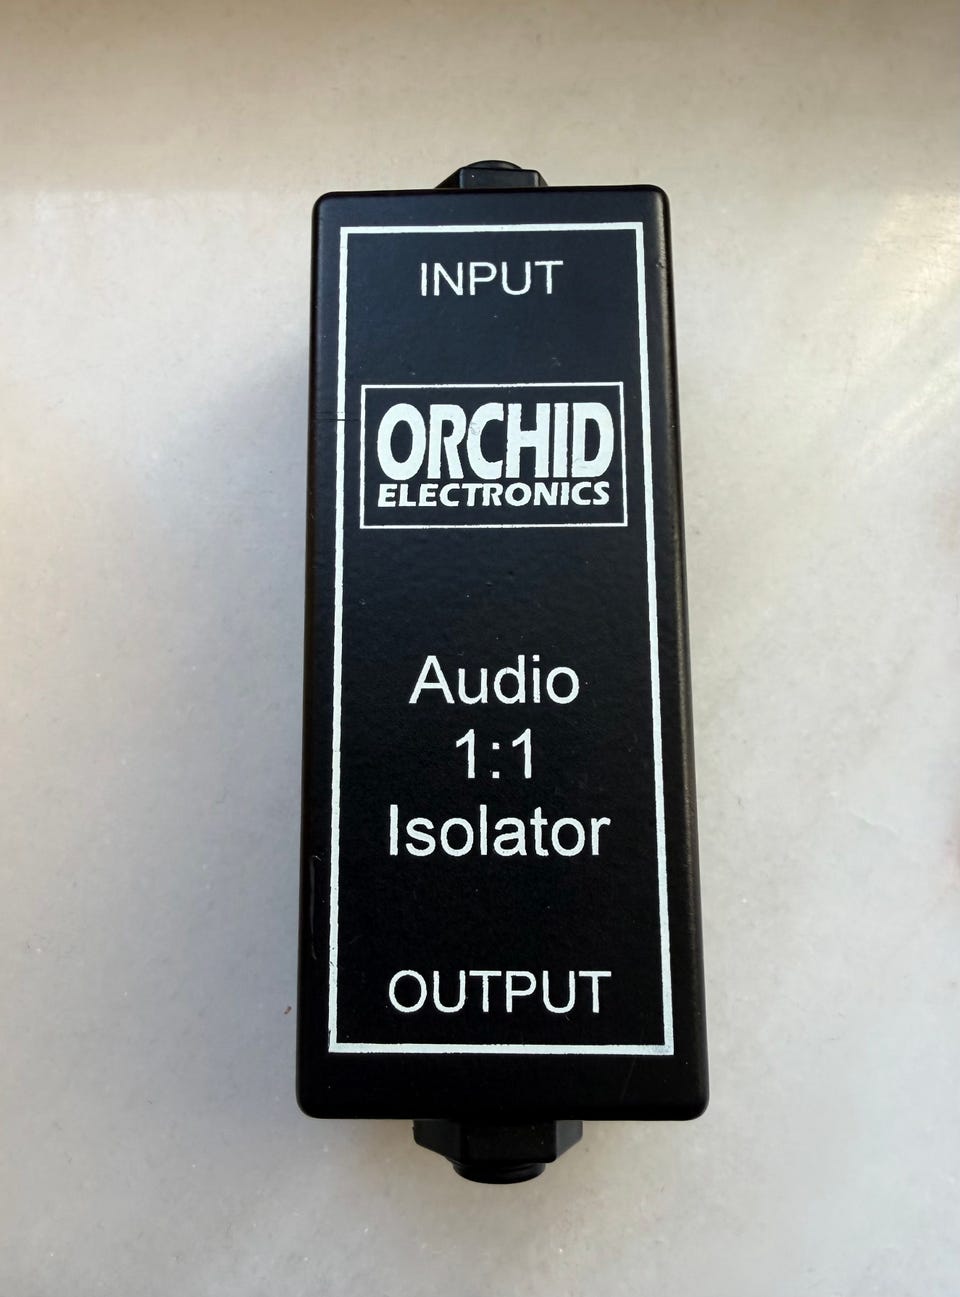 INPUT
ORCHID
ELECTRONICS
Audio
1:1
Isolator
OUTPUT